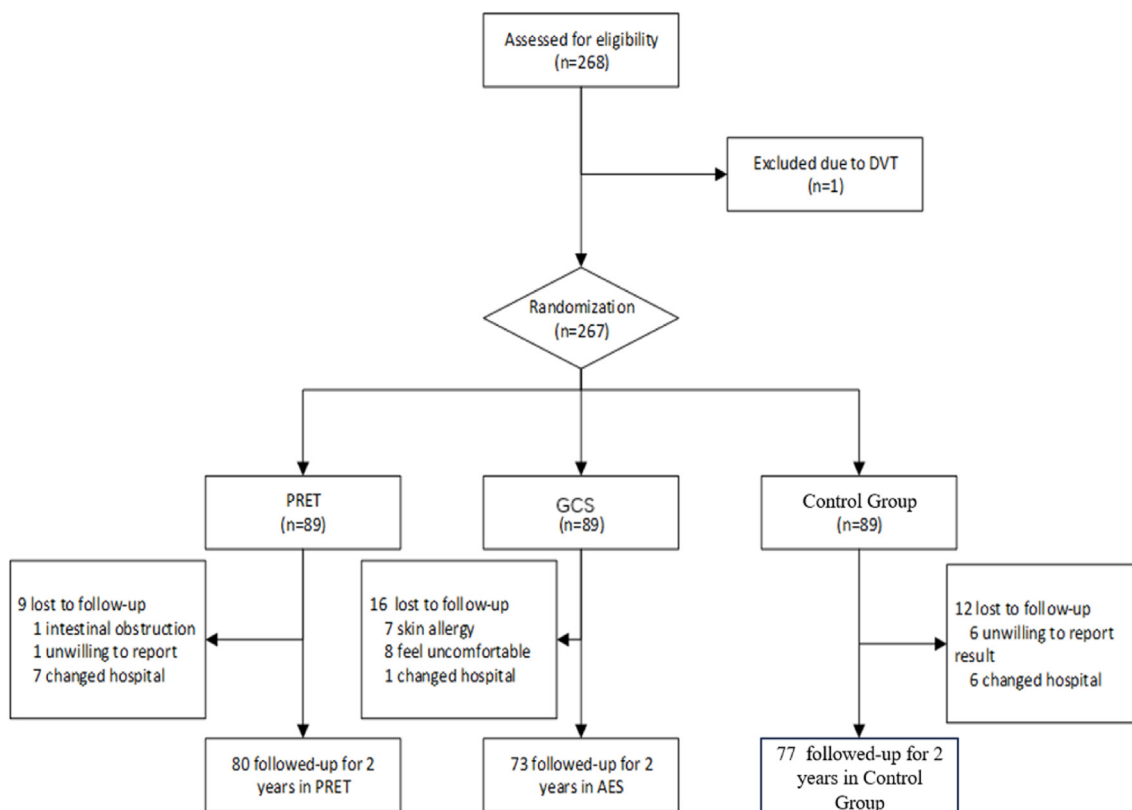 Assessed for eligibility
(n=268)
Excluded due to DVT
(n=1)
Randomization
(n=267)
PRET
(n=89)
GCS
(n=89)
Control Group
(n=89)
9 lost to follow-up
1 intestinal obstruction
1 unwilling to report
7 changed hospital
16 lost to follow-up
7 skin allergy
8 feel uncomfortable
1 changed hospital
12 lost to follow-up
6 unwilling to report
result
6 changed hospital
80 followed-up for 2
years in PRET
73 followed-up for 2
years in AES
77 followed-up for 2
years in Control
Group